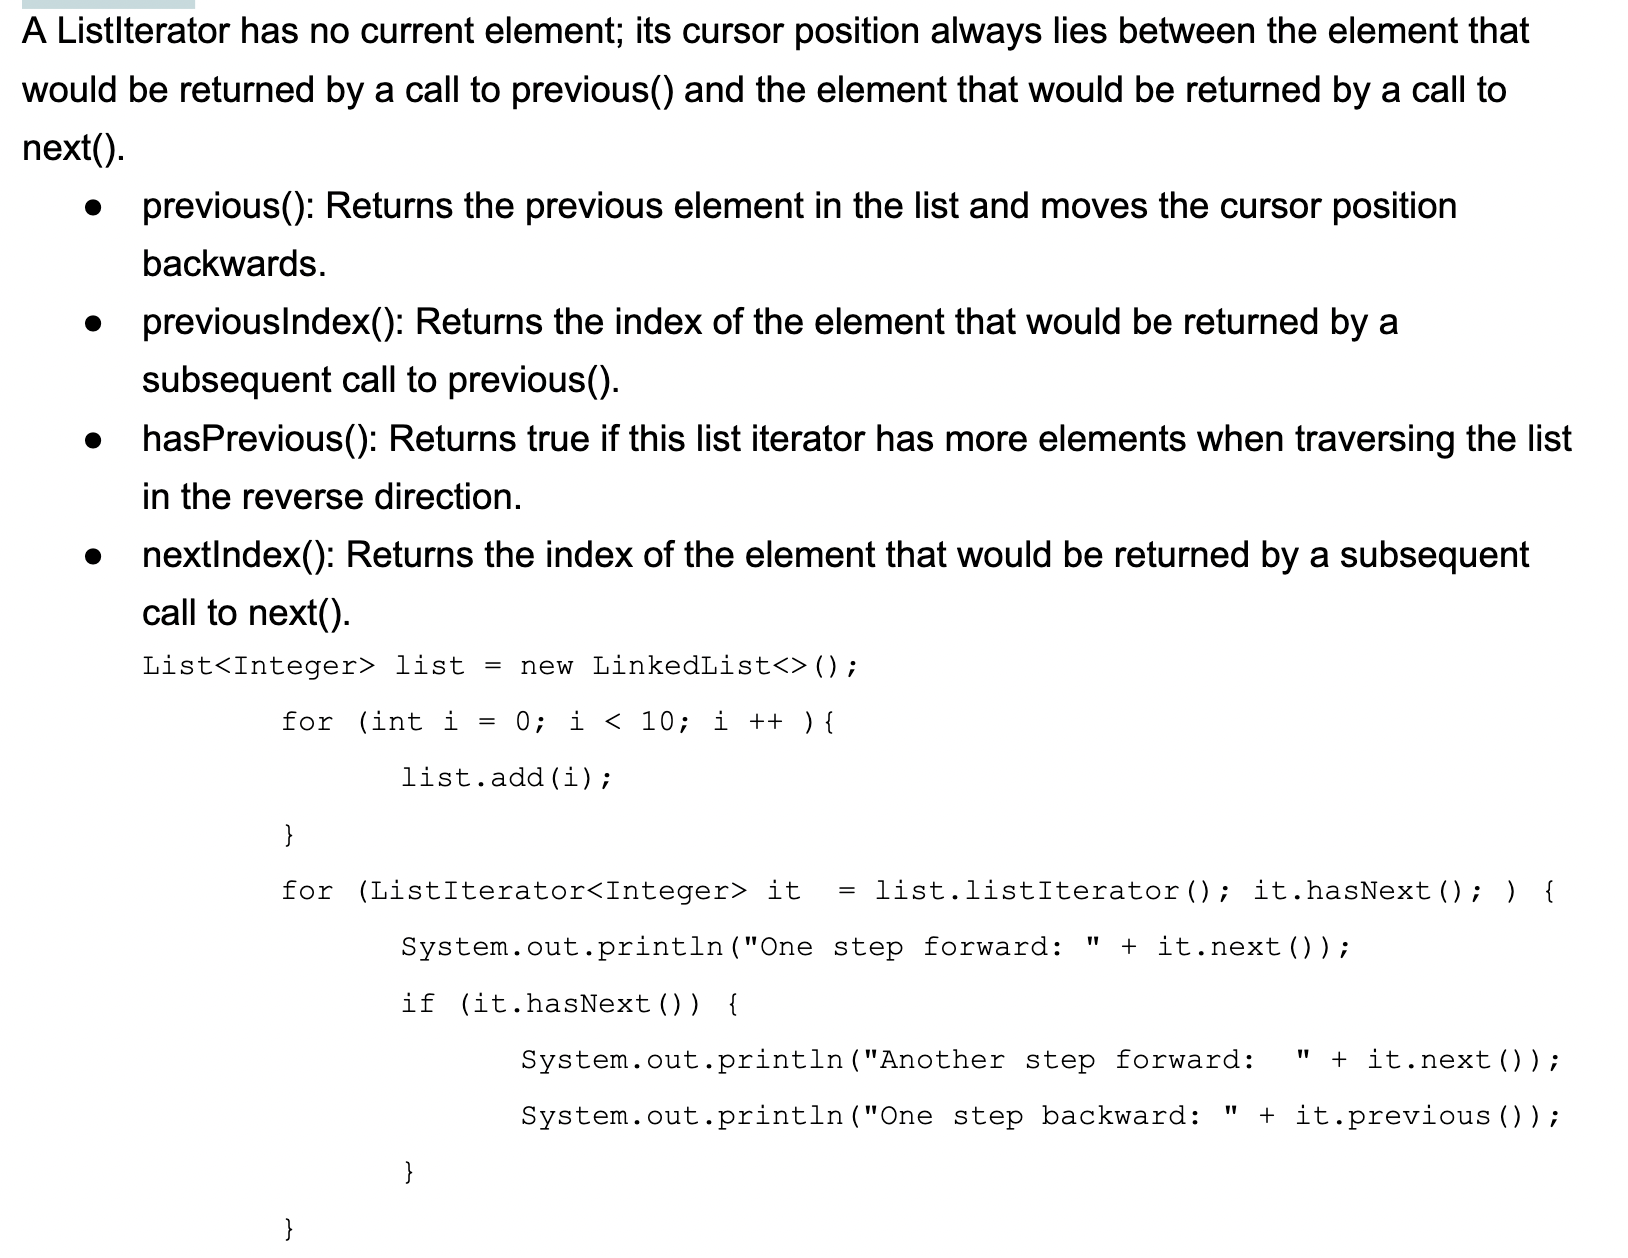 A ListIterator has no current element; its cursor position always lies between the element that
would be returned by a call to previous() and the element that would be returned by a call to
next().
● previous(): Returns the previous element in the list and moves the cursor position
backwards.
● previousIndex(): Returns the index of the element that would be returned by a
subsequent call to previous().
● hasPrevious(): Returns true if this list iterator has more elements when traversing the list
in the reverse direction.
● nextIndex(): Returns the index of the element that would be returned by a subsequent
call to next().
List<Integer> list = new LinkedList<>();
for (int i = 0; i < 10; i ++ ){
list.add(i);
}
for (ListIterator<Integer> it  = list.listIterator(); it.hasNext(); ) {
System.out.println("One step forward: " + it.next());
if (it.hasNext()) {
System.out.println("Another step forward:  " + it.next());
System.out.println("One step backward: " + it.previous());
}
}